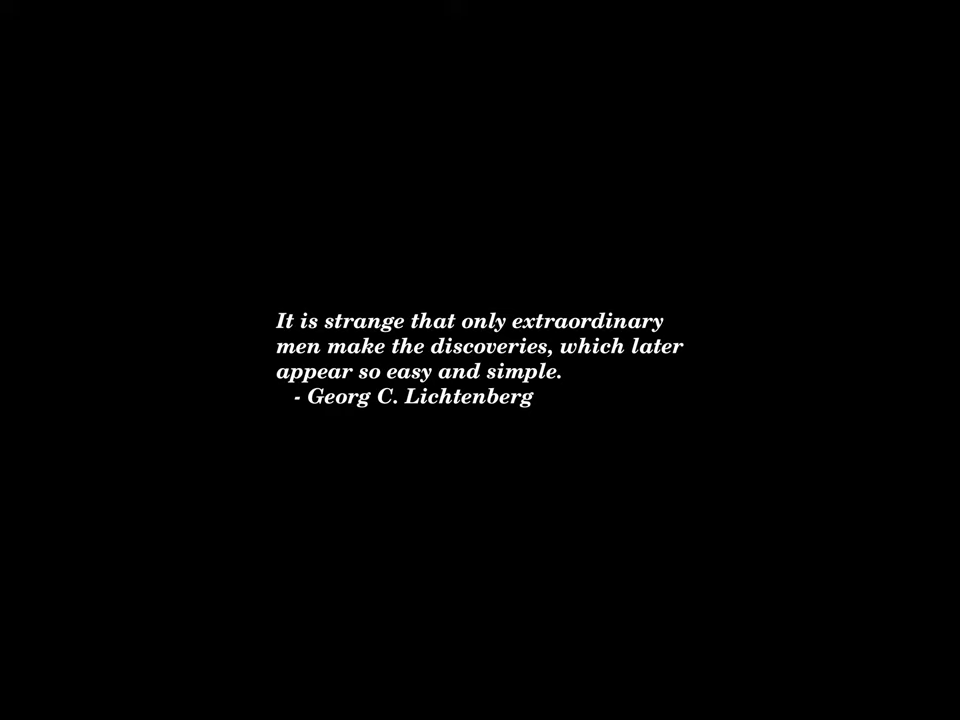 It is strange that only extraordinary
men make the discoveries, which later
appear so easy and simple.
- Georg C. Lichtenberg